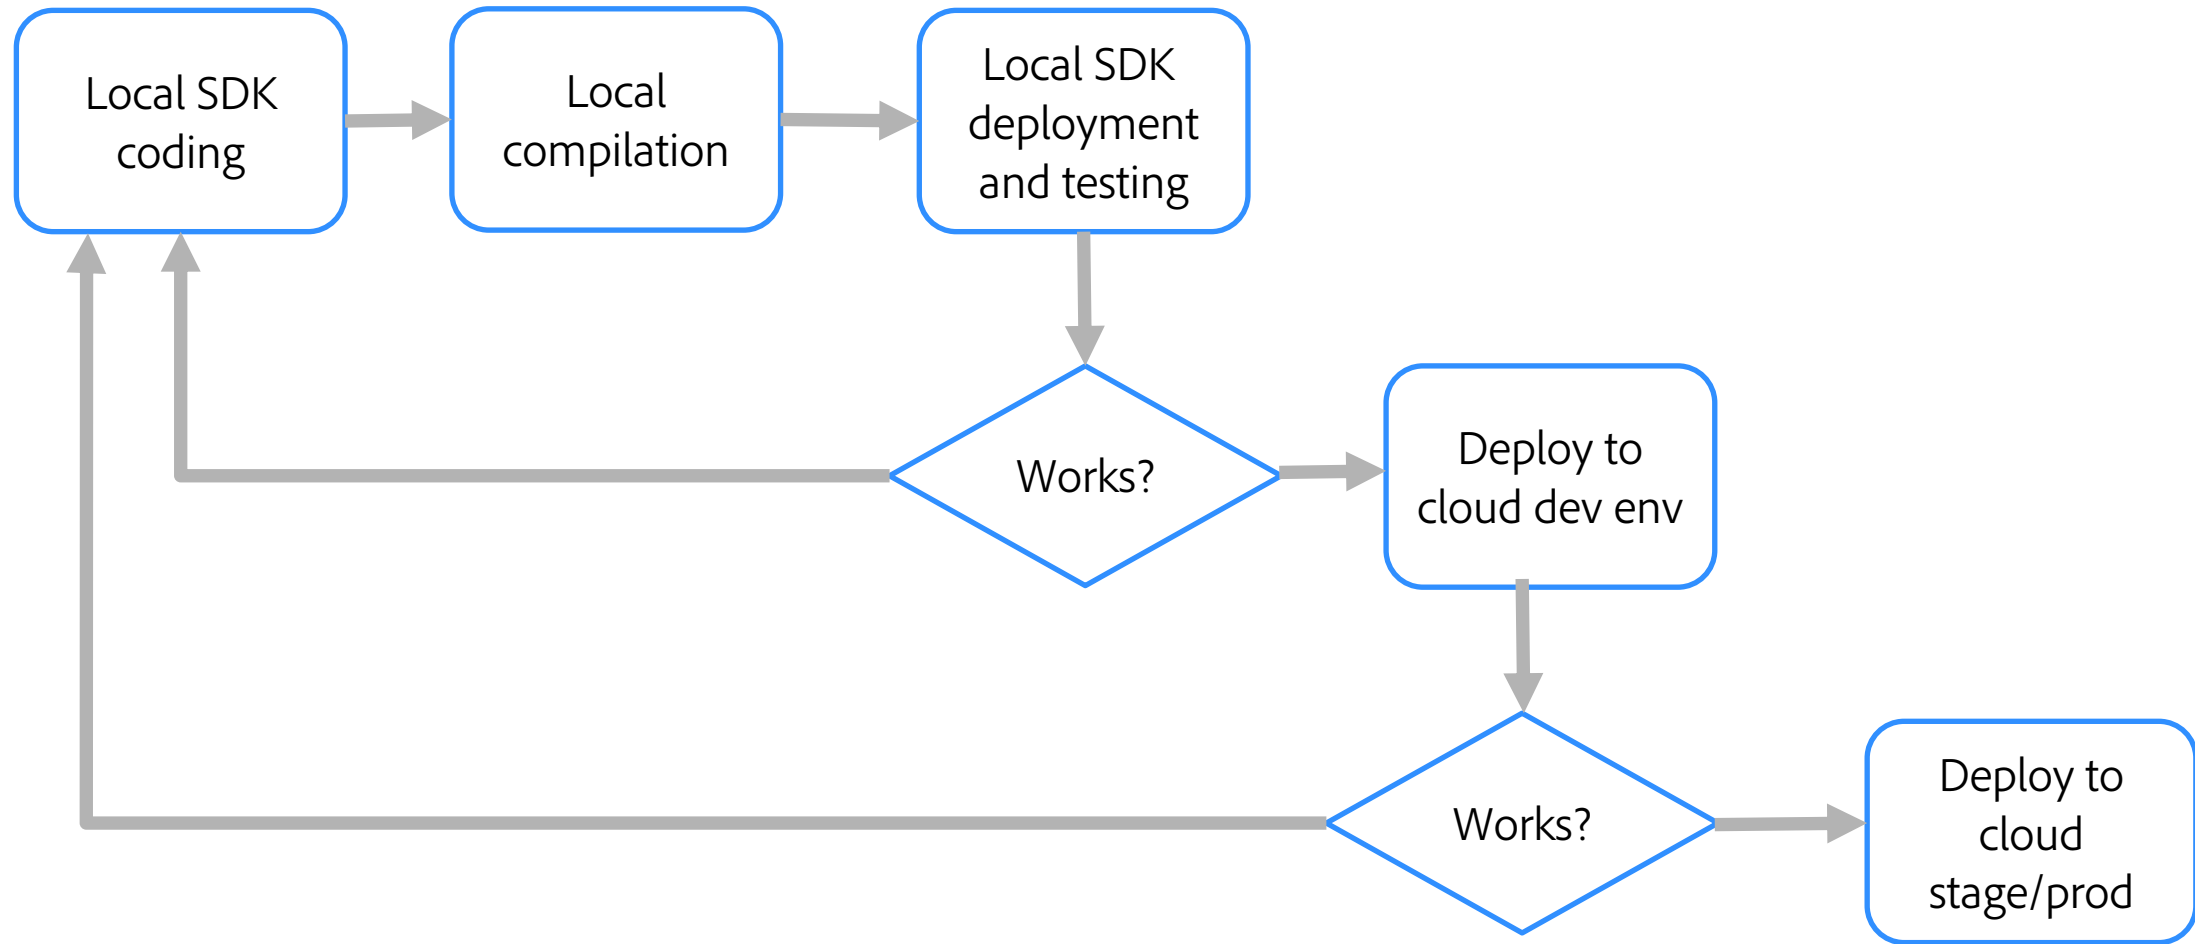 Local SDK
coding
Local
compilation
Local SDK
deployment
and testing
Works?
Deploy to
cloud dev env
Works?
Deploy to
cloud
stage/prod